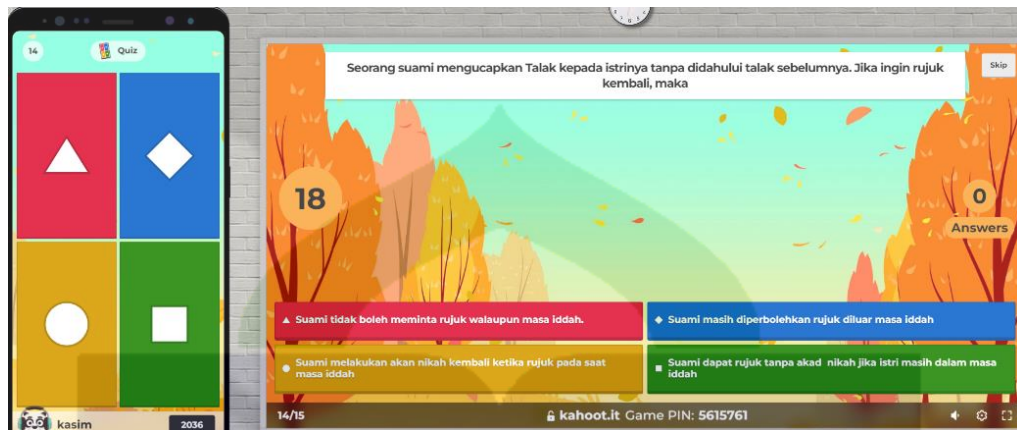 14
Quiz
kasim
2036
Seorang suami mengucapkan Talak kepada istrinya tanpa didahului talak sebelumnya. Jika ingin rujuk
kembali, maka
Skip
18
0
Answers
Suami tidak boleh meminta rujuk walaupun masa iddah.
Suami masih diperbolehkan rujuk diluar masa iddah
Suami melakukan akan nikah kembali ketika rujuk pada saat
masa iddah
Suami dapat rujuk tanpa akad nikah jika istri masih dalam masa
iddah
14/15
kahoot.it Game PIN: 5615761